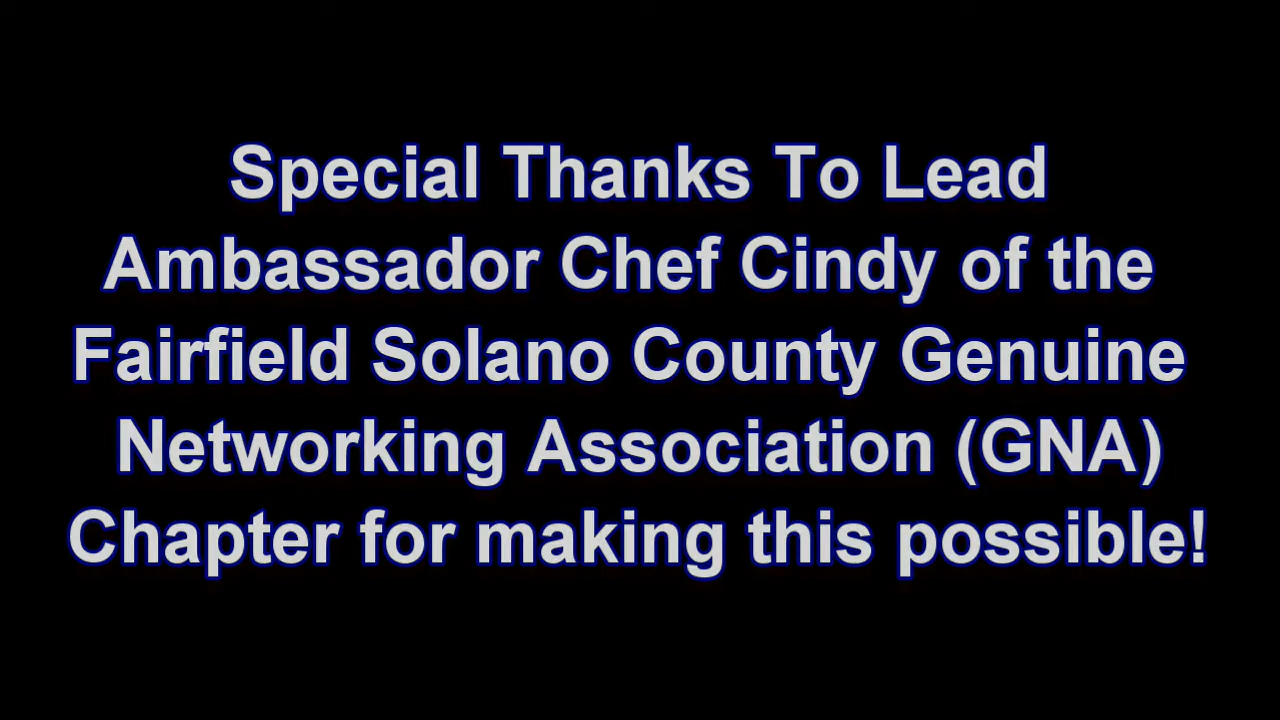 Special Thanks To Lead
Ambassador Chef Cindy of the
Fairfield Solano County Genuine
Networking Association (GNA)
Chapter for making this possible!